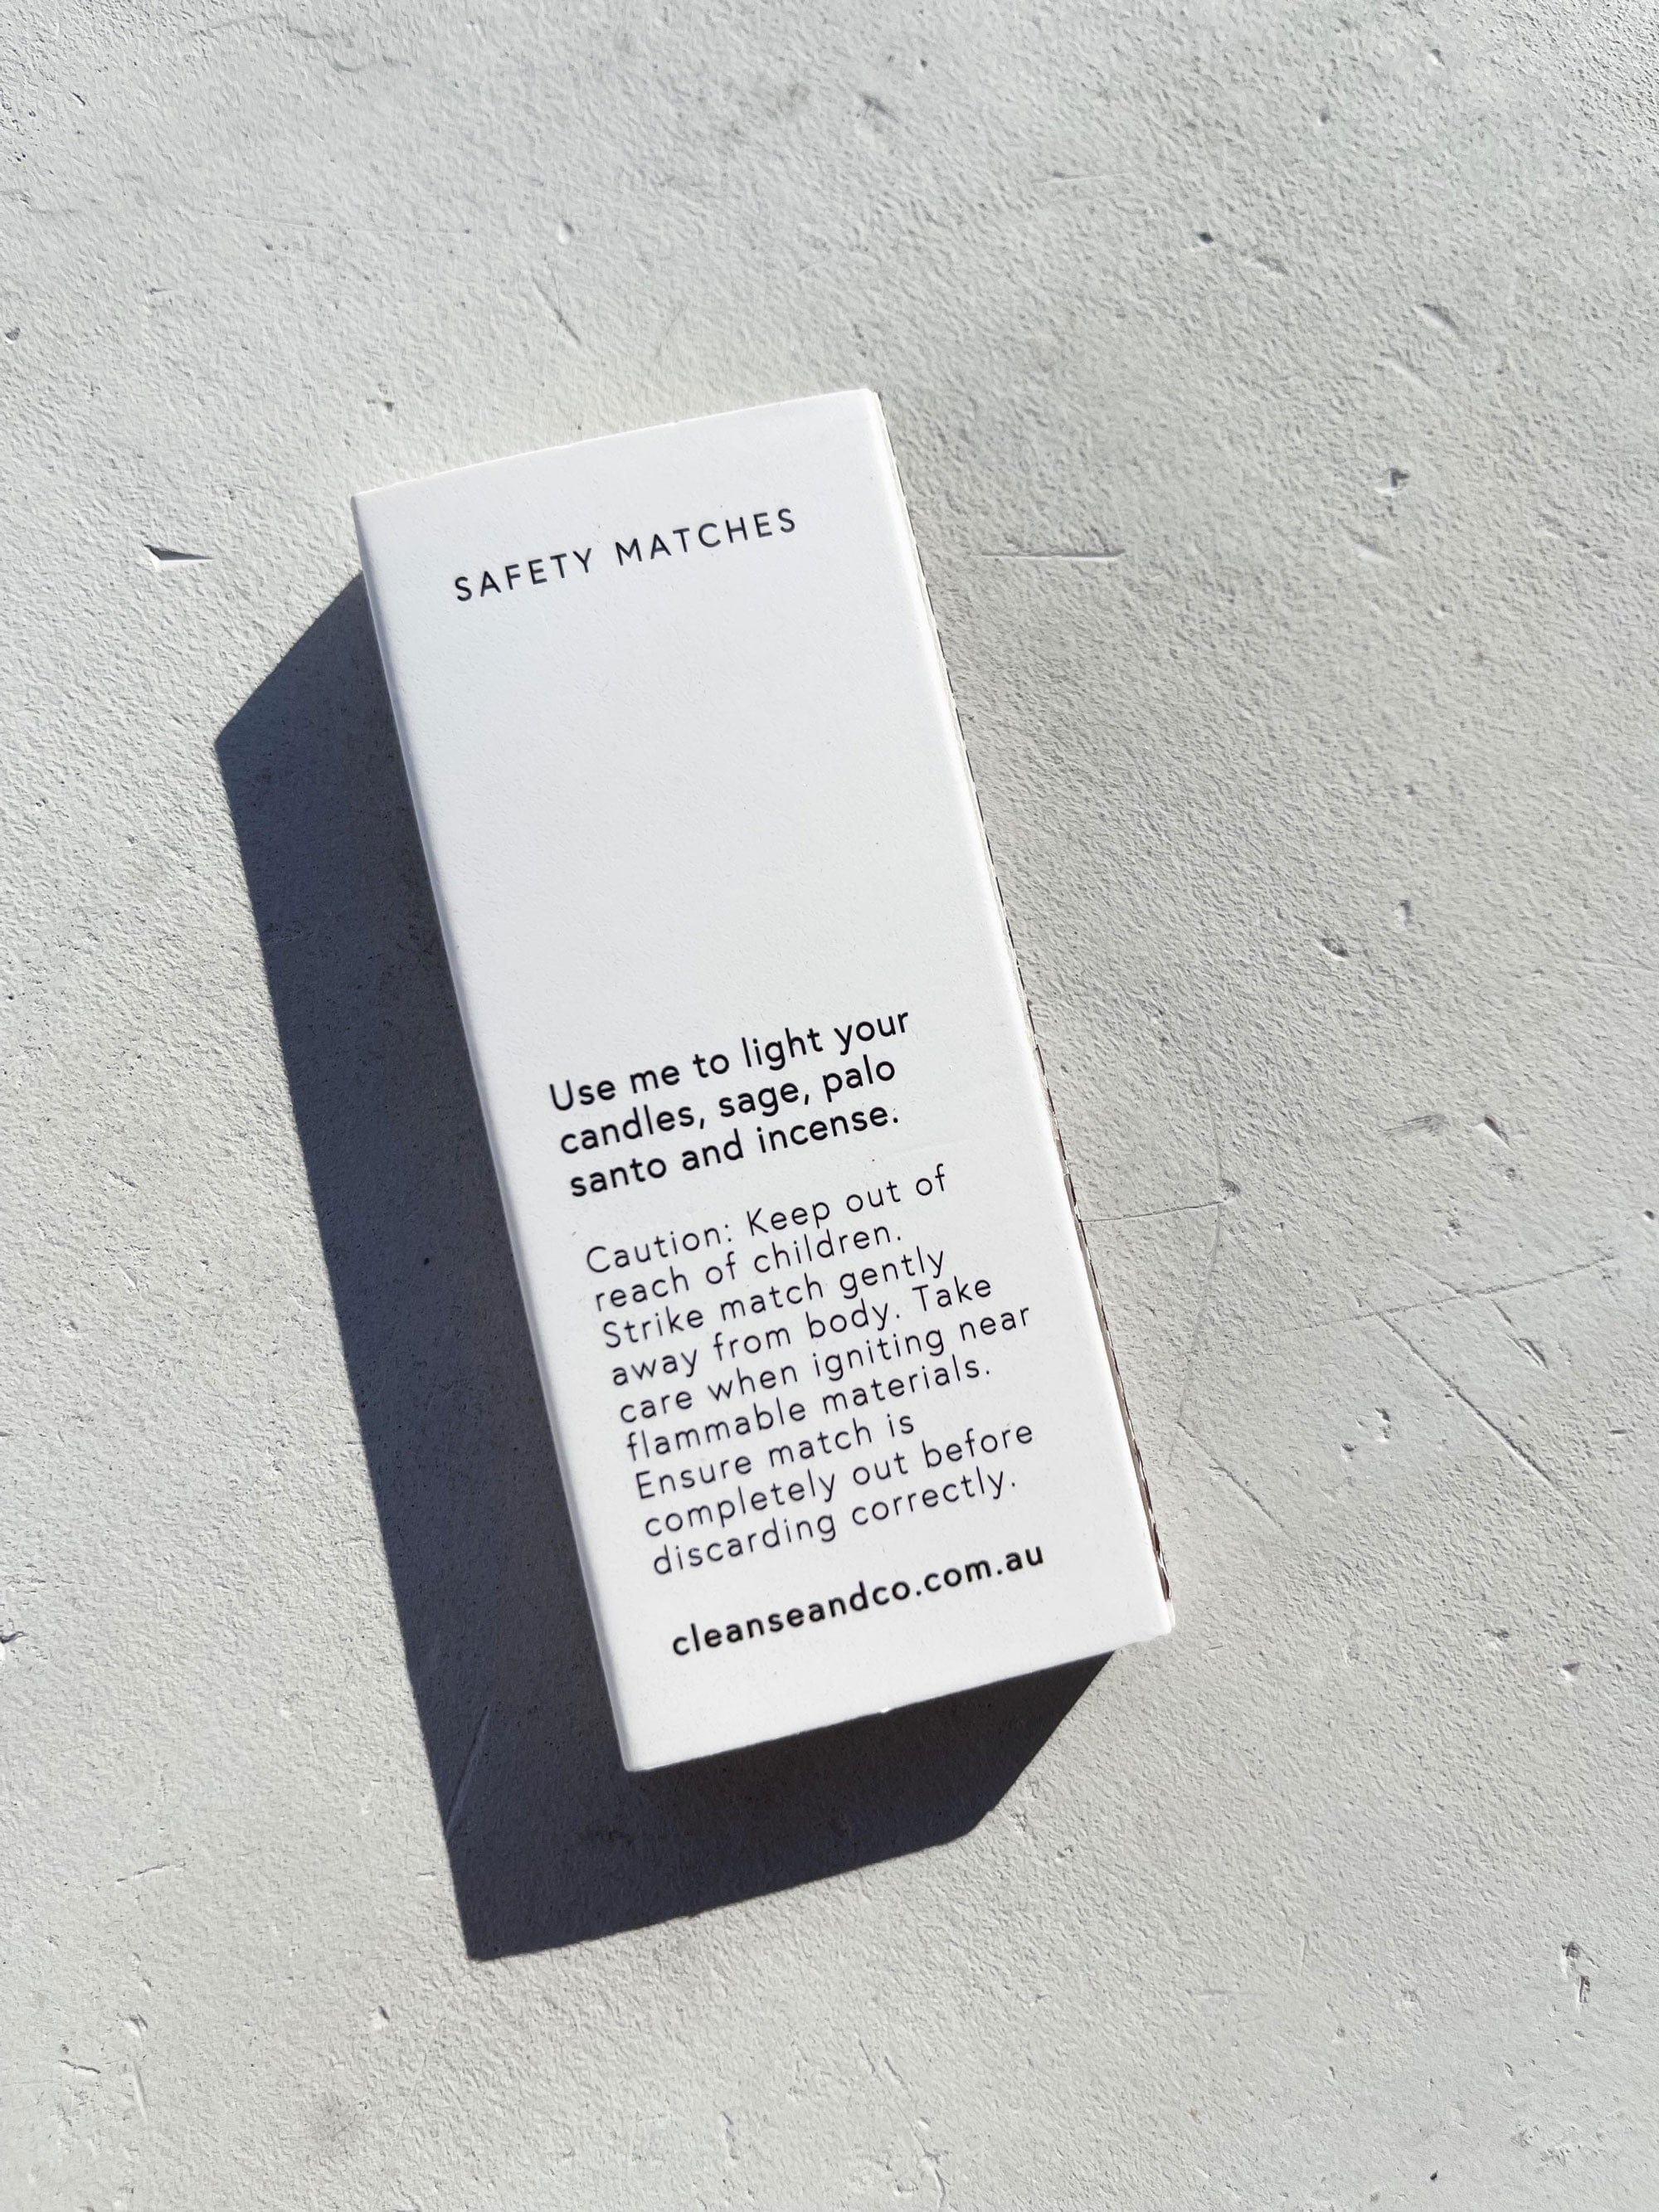 SAFETY MATCHES
Use me to light your
candles, sage, palo
santo and incense.
Caution: Keep out of
reach of children.
Strike match gently
away from body. Take
care when igniting near
flammable materials.
Ensure match is
completely out before
discarding correctly.
cleanseandco.com.au